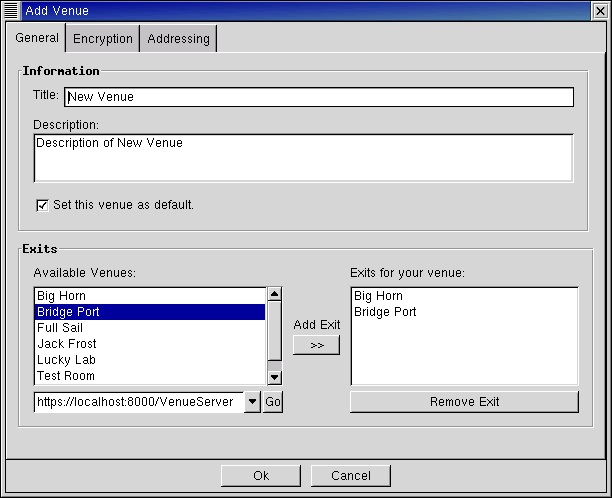 Add Venue
General Encryption Addressing
Information
Title: New Venue
Description:
Description of New Venue
Set this venue as default.
Exits
Available Venues:
Big Horn
Bridge Port
Full Sail
Jack Frost
Lucky Lab
Test Room
https://localhost:8000/VenueServer Go
Add Exit
>>
Exits for your venue:
Big Horn
Bridge Port
Remove Exit
Ok Cancel